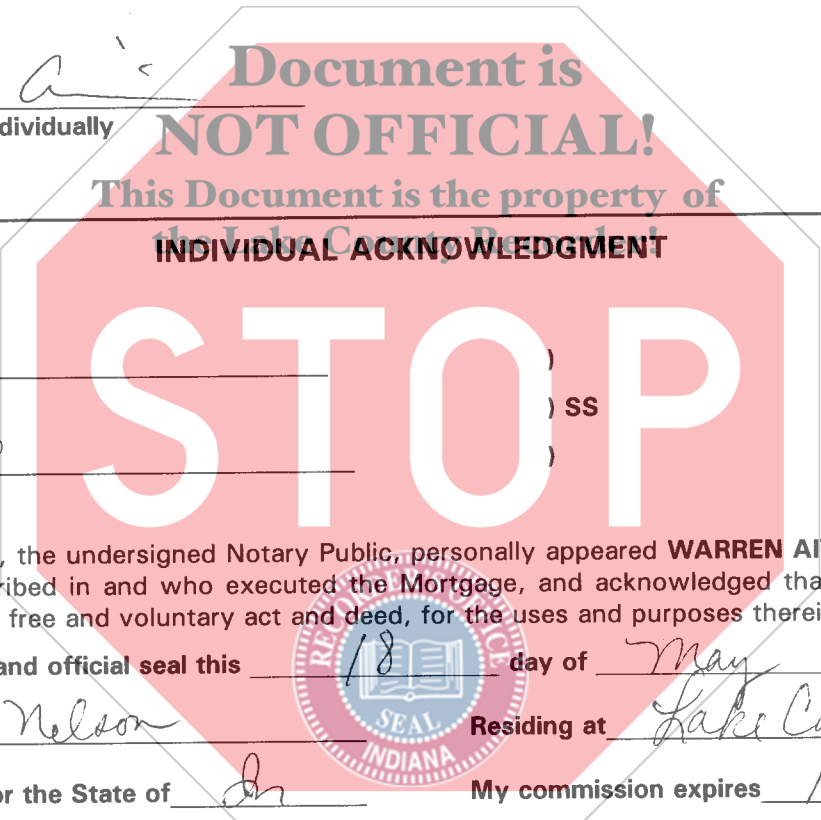 Document is
NOT OFFICIAL!
dividually
This Document is the property of
the Lake County Recorder!
INDIVIDUAL ACKNOWLEDGMENT
STOP
)
) SS
)
, the undersigned Notary Public, personally appeared WARREN AI
ribed in and who executed the Mortgage, and acknowledged tha
free and voluntary act and deed, for the uses and purposes therei
and official seal this 18 day of May
Nelson Residing at Lake Co
or the State of In My commission expires
RECORDER'S OFFICE
SEAL
INDIANA